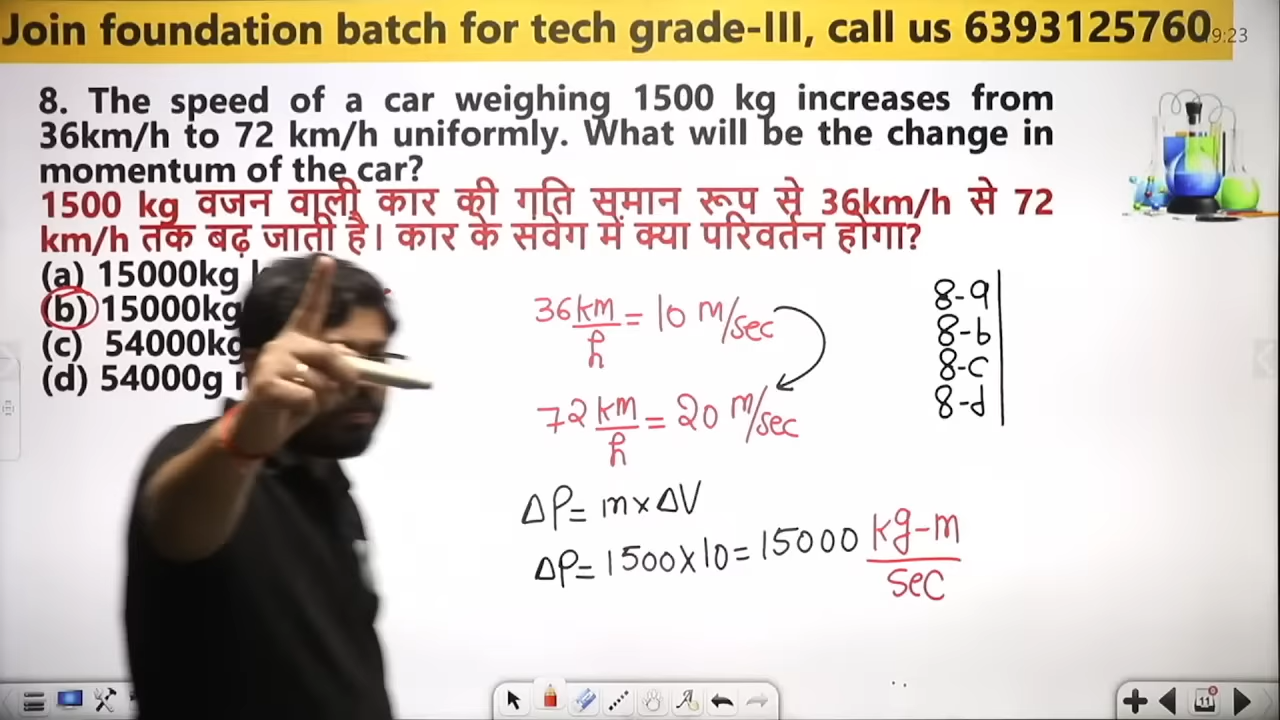 Join foundation batch for tech grade-III, call us 6393125760
9:23
8. The speed of a car weighing 1500 kg increases from
36km/h to 72 km/h uniformly. What will be the change in
momentum of the car?
1500 kg वजन वाली कार की गति समान रूप से 36km/h से 72
km/h तक बढ़ जाती है। कार के संवेग में क्या परिवर्तन होगा?
(a) 15000kg
(b) 15000kg
(c) 54000kg
(d) 54000g
36 km/h = 10 m/sec
72 km/h = 20 m/sec
ΔP = m×ΔV
ΔP = 1500×10 = 15000 kg-m/sec
8-a
8-b
8-c
8-d
11